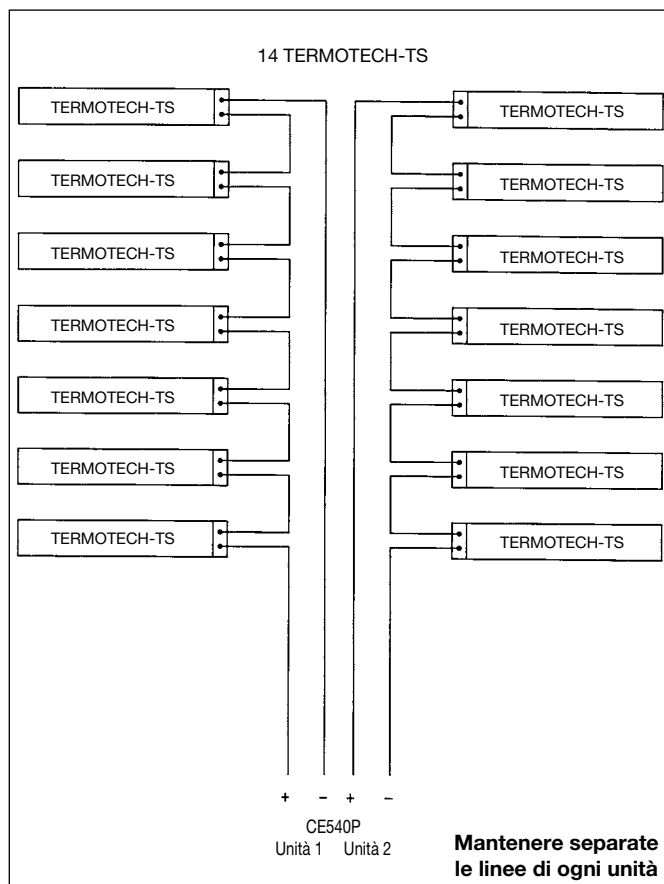 14 TERMOTECH-TS
TERMOTECH-TS
TERMOTECH-TS
TERMOTECH-TS
TERMOTECH-TS
TERMOTECH-TS
TERMOTECH-TS
TERMOTECH-TS
TERMOTECH-TS
TERMOTECH-TS
TERMOTECH-TS
TERMOTECH-TS
TERMOTECH-TS
TERMOTECH-TS
TERMOTECH-TS
+ − + −
CE540P
Unità 1 Unità 2
Mantenere separate
le linee di ogni unità